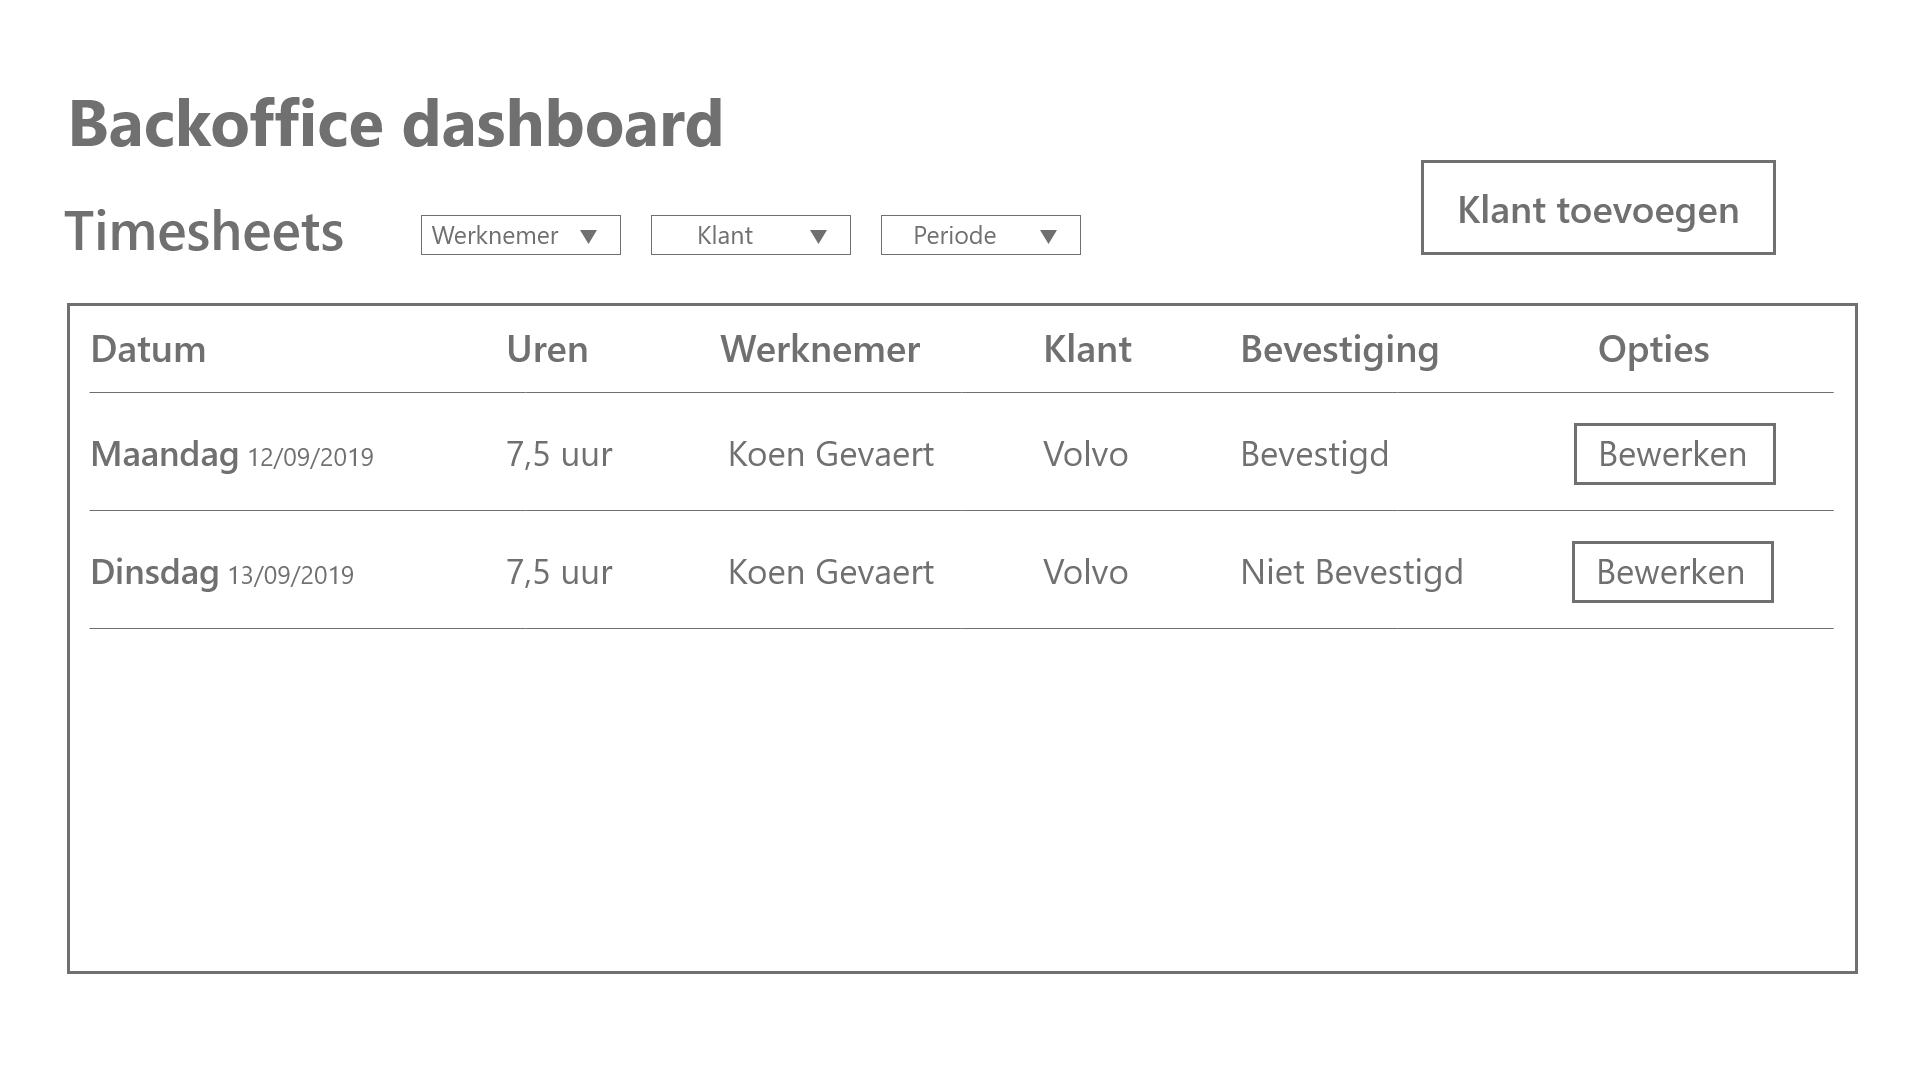 Backoffice dashboard
Timesheets Werknemer ▼ Klant ▼ Periode ▼ Klant toevoegen
Datum Uren Werknemer Klant Bevestiging Opties
Maandag 12/09/2019 7,5 uur Koen Gevaert Volvo Bevestigd Bewerken
Dinsdag 13/09/2019 7,5 uur Koen Gevaert Volvo Niet Bevestigd Bewerken